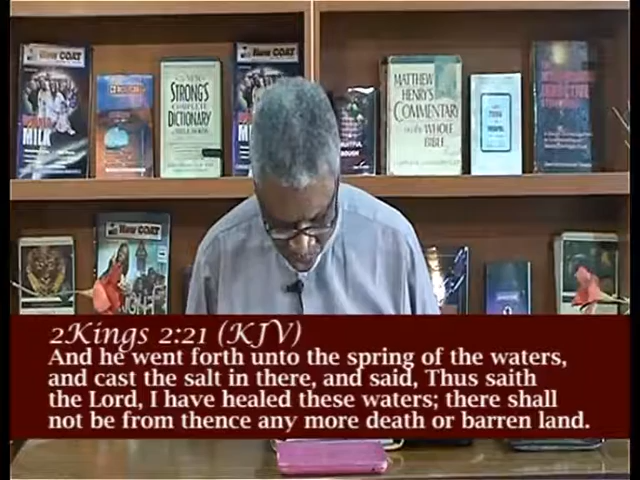 New COAT
New COAT
MILK
STRONG'S
COMPLETE
DICTIONARY
MATTHEW
HENRY'S
COMMENTARY
on the WHOLE
BIBLE
New COAT
2Kings 2:21 (KJV)
And he went forth unto the spring of the waters,
and cast the salt in there, and said, Thus saith
the Lord, I have healed these waters; there shall
not be from thence any more death or barren land.